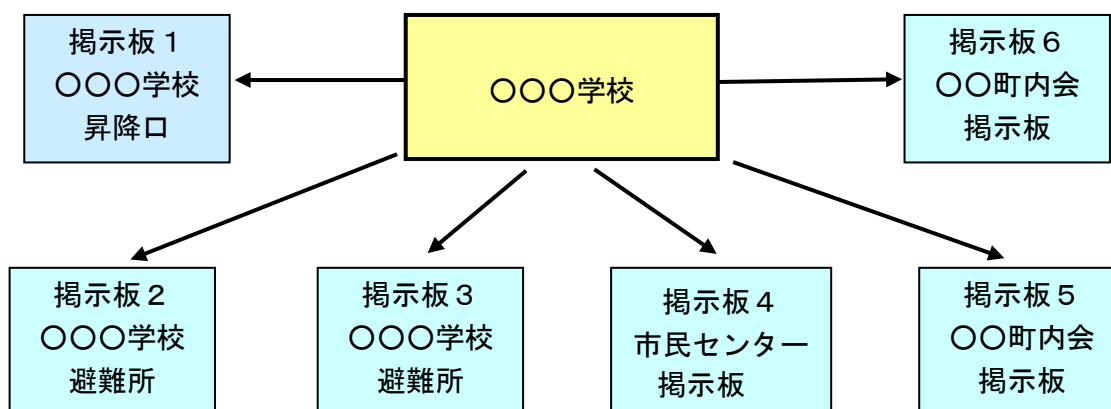 掲示板１
〇〇〇学校
昇降口
〇〇〇学校
掲示板６
〇〇町内会
掲示板
掲示板２
〇〇〇学校
避難所
掲示板３
〇〇〇学校
避難所
掲示板４
市民センター
掲示板
掲示板５
〇〇町内会
掲示板